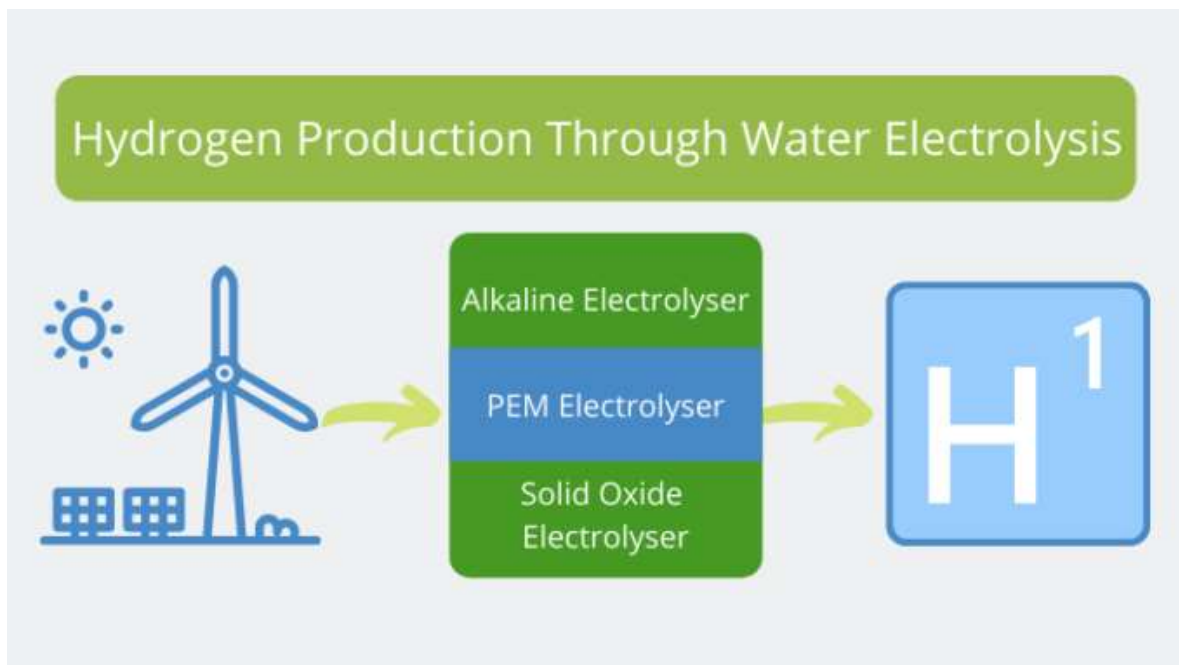 Hydrogen Production Through Water Electrolysis
Alkaline Electrolyser
PEM Electrolyser
Solid Oxide
Electrolyser
H 1